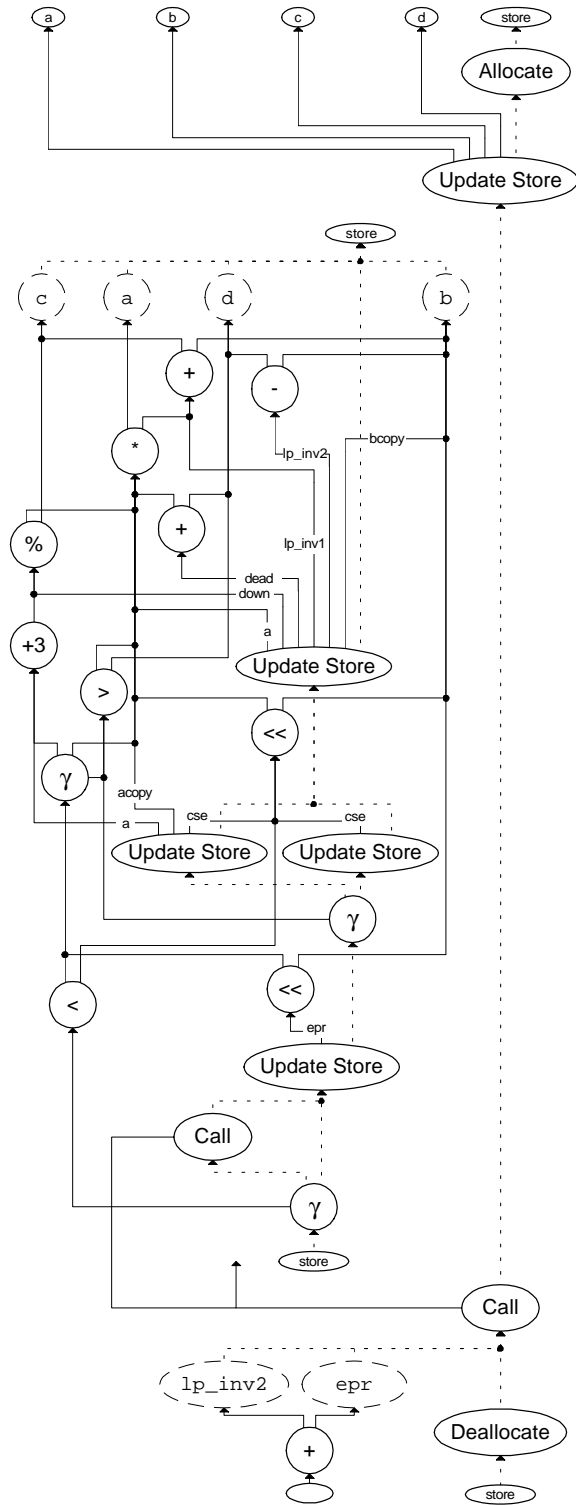 a b c d store
Allocate
Update Store
store
c a d b
+
-
*
bcopy
lp_inv2
+
%
lp_inv1
dead
down
+3
a
Update Store
>
<<
γ
acopy
cse cse
a
Update Store Update Store
γ
<<
<
epr
Update Store
Call
γ
store
Call
lp_inv2 epr
Deallocate
+
store